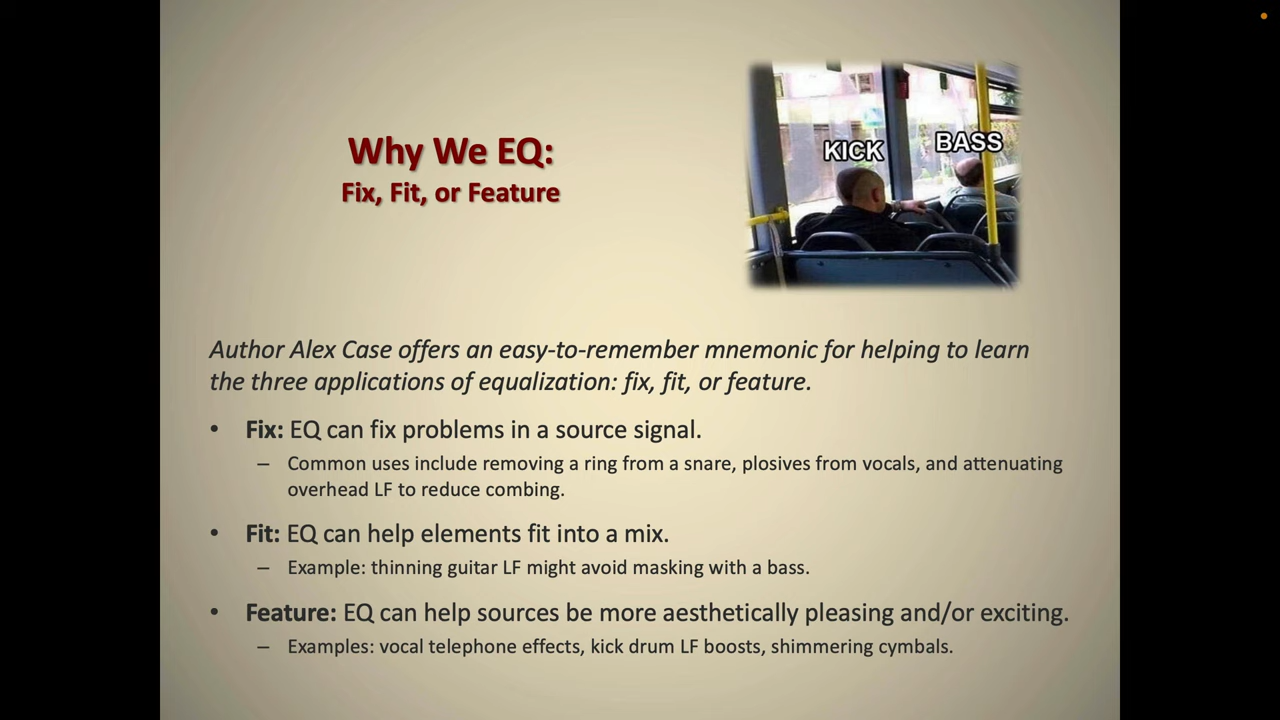 Why We EQ:
Fix, Fit, or Feature
KICK
BASS
Author Alex Case offers an easy-to-remember mnemonic for helping to learn
the three applications of equalization: fix, fit, or feature.
• Fix: EQ can fix problems in a source signal.
– Common uses include removing a ring from a snare, plosives from vocals, and attenuating
overhead LF to reduce combing.
• Fit: EQ can help elements fit into a mix.
– Example: thinning guitar LF might avoid masking with a bass.
• Feature: EQ can help sources be more aesthetically pleasing and/or exciting.
– Examples: vocal telephone effects, kick drum LF boosts, shimmering cymbals.